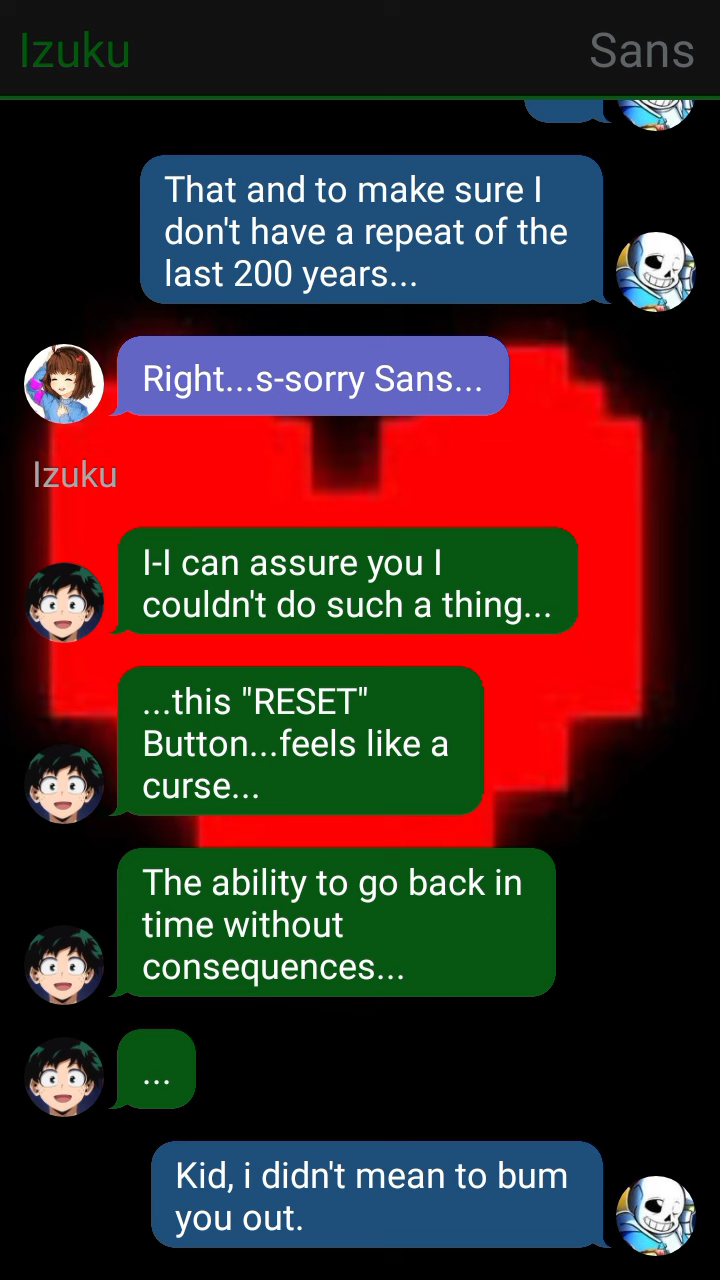 Izuku
Sans
That and to make sure I
don't have a repeat of the
last 200 years...
Right...s-sorry Sans...
Izuku
I-I can assure you I
couldn't do such a thing...
...this "RESET"
Button...feels like a
curse...
The ability to go back in
time without
consequences...
...
Kid, i didn't mean to bum
you out.